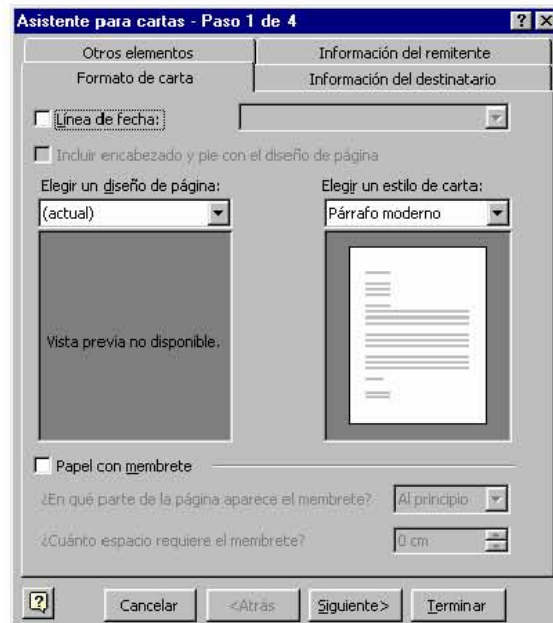 Asistente para cartas - Paso 1 de 4
Otros elementos
Información del remitente
Formato de carta
Información del destinatario
Línea de fecha:
Incluir encabezado y pie con el diseño de página
Elegir un diseño de página:
Elegir un estilo de carta:
(actual)
Párrafo moderno
Vista previa no disponible.
Papel con membrete
¿En qué parte de la página aparece el membrete?
Al principio
¿Cuánto espacio requiere el membrete?
0 cm
Cancelar
<Atrás
Siguiente>
Terminar